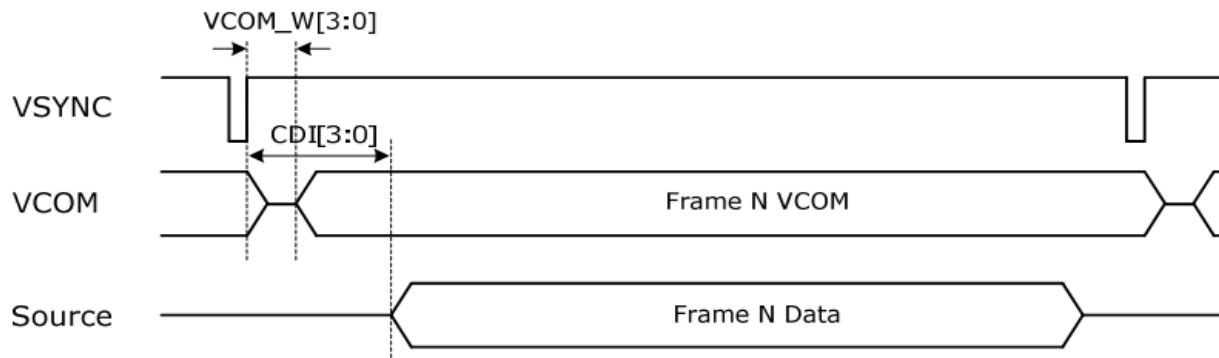 VCOM_W[3:0]
VSYNC
CDI[3:0]
VCOM
Frame N VCOM
Source
Frame N Data